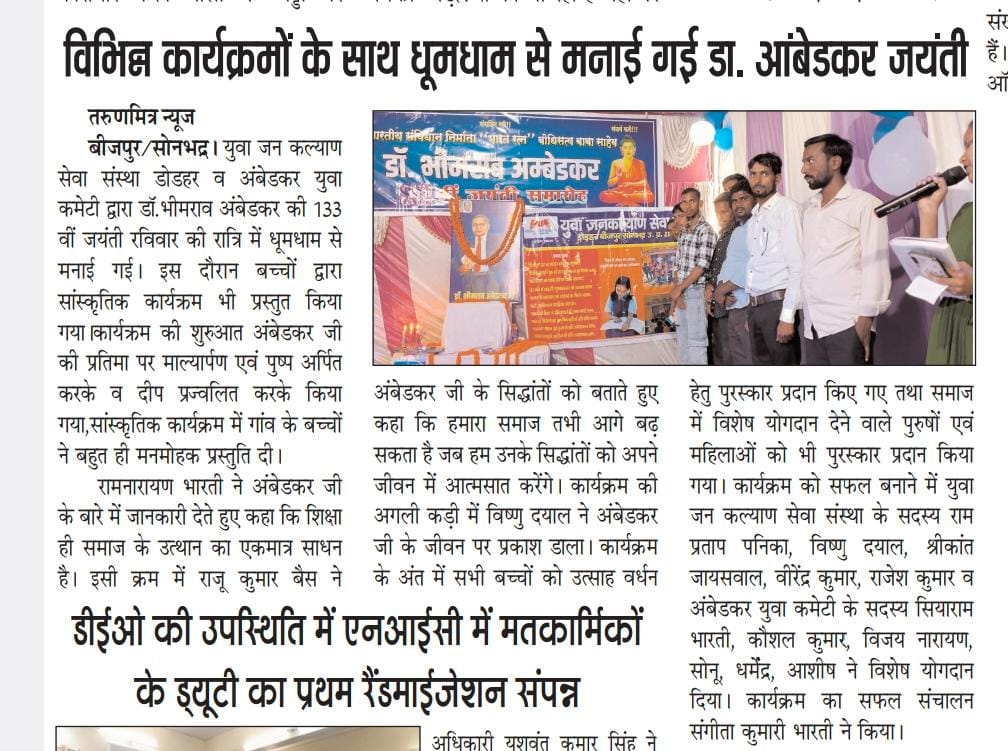 विभिन्न कार्यक्रमों के साथ धूमधाम से मनाई गई डा. आंबेडकर जयंती
तरुणमित्र न्यूज
बीजपुर/सोनभद्र। युवा जन कल्याण
सेवा संस्था डोडहर व अंबेडकर युवा
कमेटी द्वारा डॉ.भीमराव अंबेडकर की 133
वीं जयंती रविवार की रात्रि में धूमधाम से
मनाई गई। इस दौरान बच्चों द्वारा
सांस्कृतिक कार्यक्रम भी प्रस्तुत किया
गया।कार्यक्रम की शुरुआत अंबेडकर जी
की प्रतिमा पर माल्यार्पण एवं पुष्प अर्पित
करके व दीप प्रज्वलित करके किया
गया,सांस्कृतिक कार्यक्रम में गांव के बच्चों
ने बहुत ही मनमोहक प्रस्तुति दी।
रामनारायण भारती ने अंबेडकर जी
के बारे में जानकारी देते हुए कहा कि शिक्षा
ही समाज के उत्थान का एकमात्र साधन
है। इसी क्रम में राजू कुमार बैस ने
भारतीय संविधान निर्माता "भारत रत्न" बोधिसत्व बाबा साहेब
डॉ. भीमराव अम्बेडकर
वीं जयंती समारोह
युवा जनकल्याण सेवा
डॉ. भीमराव
अंबेडकर जी के सिद्धांतों को बताते हुए
कहा कि हमारा समाज तभी आगे बढ़
सकता है जब हम उनके सिद्धांतों को अपने
जीवन में आत्मसात करेंगे। कार्यक्रम की
अगली कड़ी में विष्णु दयाल ने अंबेडकर
जी के जीवन पर प्रकाश डाला। कार्यक्रम
के अंत में सभी बच्चों को उत्साह वर्धन
हेतु पुरस्कार प्रदान किए गए तथा समाज
में विशेष योगदान देने वाले पुरुषों एवं
महिलाओं को भी पुरस्कार प्रदान किया
गया। कार्यक्रम को सफल बनाने में युवा
जन कल्याण सेवा संस्था के सदस्य राम
प्रताप पनिका, विष्णु दयाल, श्रीकांत
जायसवाल, वीरेंद्र कुमार, राजेश कुमार व
अंबेडकर युवा कमेटी के सदस्य सियाराम
भारती, कौशल कुमार, विजय नारायण,
सोनू, धर्मेंद्र, आशीष ने विशेष योगदान
दिया। कार्यक्रम का सफल संचालन
संगीता कुमारी भारती ने किया।
डीईओ की उपस्थिति में एनआईसी में मतकार्मिकों
के ड्यूटी का प्रथम रैंडमाईजेशन संपन्न
अधिकारी यशवंत कुमार सिंह ने
हैं।